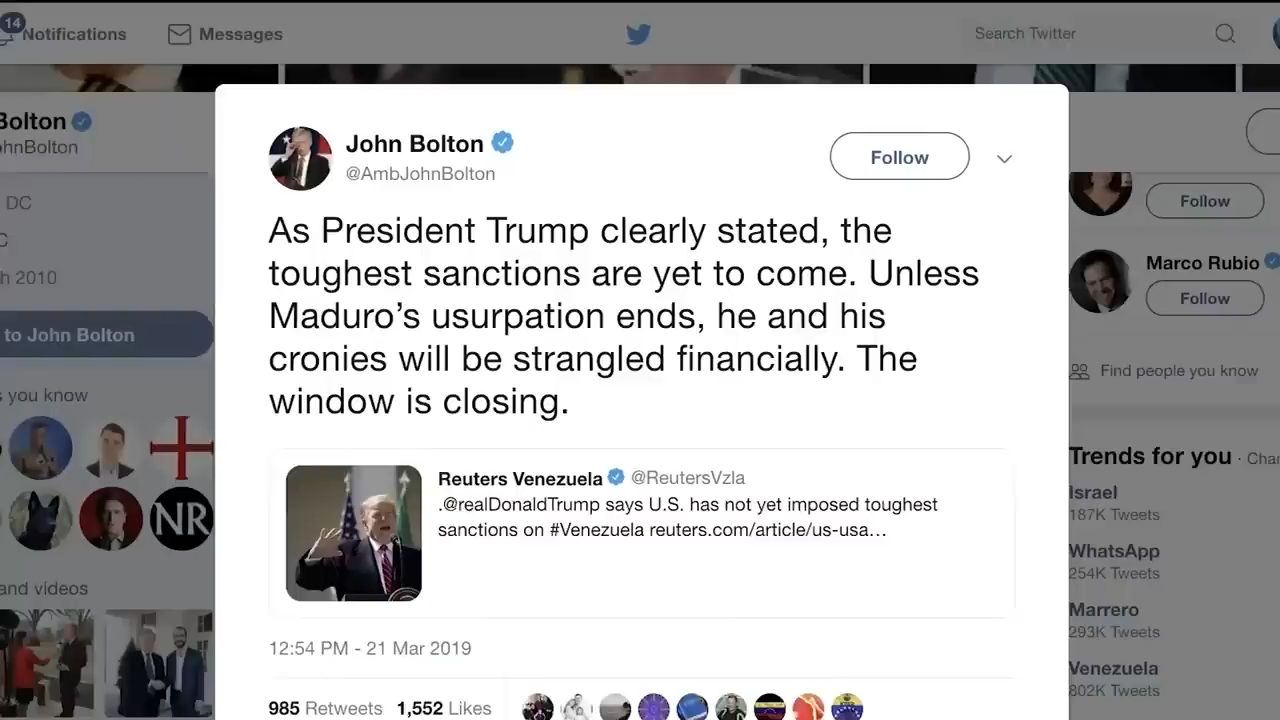 14
Notifications
Messages
Search Twitter
Bolton
ohnBolton
DC
C
h 2010
to John Bolton
s you know
NR
and videos
John Bolton
@AmbJohnBolton
Follow
As President Trump clearly stated, the
toughest sanctions are yet to come. Unless
Maduro’s usurpation ends, he and his
cronies will be strangled financially. The
window is closing.
Reuters Venezuela @ReutersVzla
.@realDonaldTrump says U.S. has not yet imposed toughest
sanctions on #Venezuela reuters.com/article/us-usa…
12:54 PM - 21 Mar 2019
985 Retweets 1,552 Likes
Follow
Marco Rubio
Follow
Find people you know
Trends for you · Chan
Israel
187K Tweets
WhatsApp
254K Tweets
Marrero
293K Tweets
Venezuela
802K Tweets